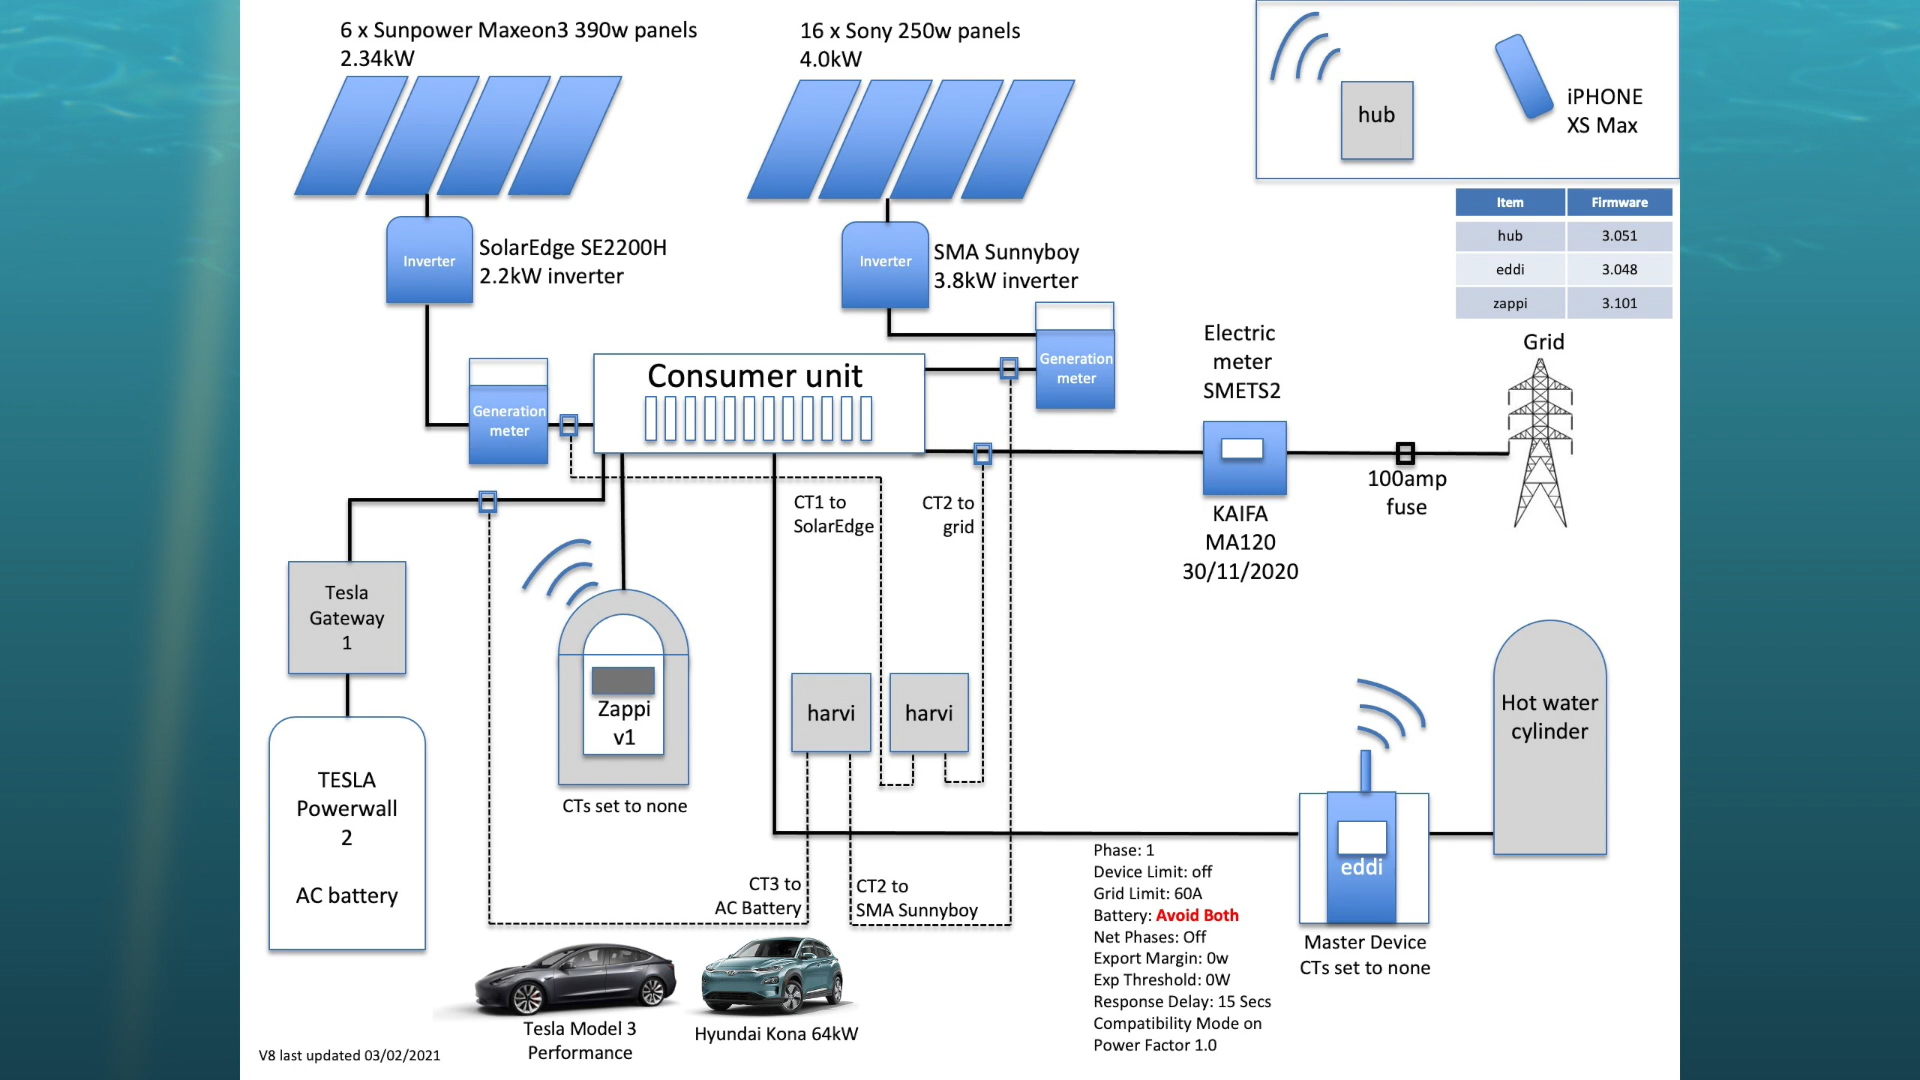 6 x Sunpower Maxeon3 390w panels
2.34kW
16 x Sony 250w panels
4.0kW
hub
iPHONE
XS Max
Item Firmware
hub 3.051
eddi 3.048
zappi 3.101
Inverter
SolarEdge SE2200H
2.2kW inverter
Inverter
SMA Sunnyboy
3.8kW inverter
Generation
meter
Consumer unit
Generation
meter
Electric
meter
SMETS2
KAIFA
MA120
30/11/2020
Grid
100amp
fuse
CT1 to
SolarEdge
CT2 to
grid
Tesla
Gateway
1
TESLA
Powerwall
2
AC battery
Zappi
v1
CTs set to none
harvi
harvi
CT3 to
AC Battery
CT2 to
SMA Sunnyboy
Hot water
cylinder
eddi
Master Device
CTs set to none
Phase: 1
Device Limit: off
Grid Limit: 60A
Battery: Avoid Both
Net Phases: Off
Export Margin: 0w
Exp Threshold: 0W
Response Delay: 15 Secs
Compatibility Mode on
Power Factor 1.0
Tesla Model 3
Performance
Hyundai Kona 64kW
V8 last updated 03/02/2021